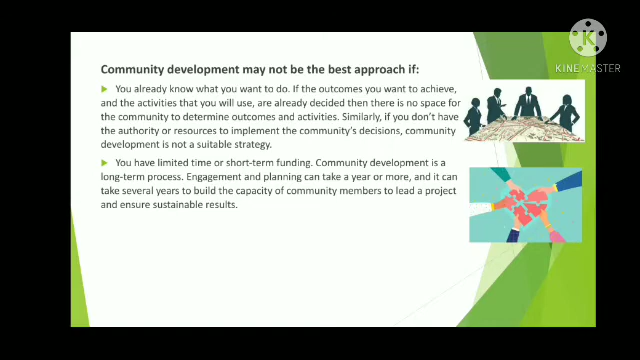 K
KINEMASTER
Community development may not be the best approach if:
You already know what you want to do. If the outcomes you want to achieve,
and the activities that you will use, are already decided then there is no space for
the community to determine outcomes and activities. Similarly, if you don't have
the authority or resources to implement the community's decisions, community
development is not a suitable strategy.
You have limited time or short-term funding. Community development is a
long-term process. Engagement and planning can take a year or more, and it can
take several years to build the capacity of community members to lead a project
and ensure sustainable results.